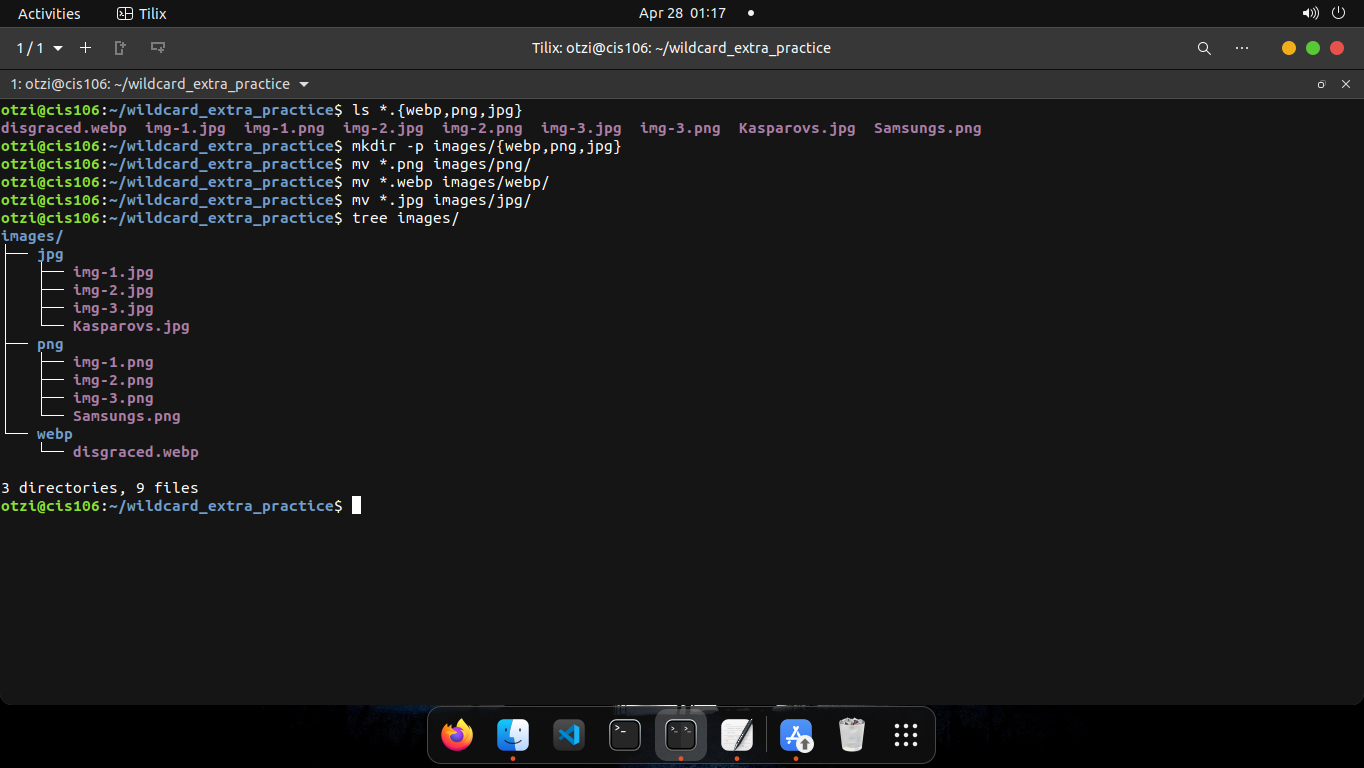 Activities Tilix Apr 28 01:17
1 / 1 Tilix: otzi@cis106: ~/wildcard_extra_practice
1: otzi@cis106: ~/wildcard_extra_practice
otzi@cis106:~/wildcard_extra_practice$ ls *.{webp,png,jpg}
disgraced.webp  img-1.jpg  img-1.png  img-2.jpg  img-2.png  img-3.jpg  img-3.png  Kasparovs.jpg  Samsungs.png
otzi@cis106:~/wildcard_extra_practice$ mkdir -p images/{webp,png,jpg}
otzi@cis106:~/wildcard_extra_practice$ mv *.png images/png/
otzi@cis106:~/wildcard_extra_practice$ mv *.webp images/webp/
otzi@cis106:~/wildcard_extra_practice$ mv *.jpg images/jpg/
otzi@cis106:~/wildcard_extra_practice$ tree images/
images/
├── jpg
│   ├── img-1.jpg
│   ├── img-2.jpg
│   ├── img-3.jpg
│   └── Kasparovs.jpg
├── png
│   ├── img-1.png
│   ├── img-2.png
│   ├── img-3.png
│   └── Samsungs.png
└── webp
    └── disgraced.webp
3 directories, 9 files
otzi@cis106:~/wildcard_extra_practice$